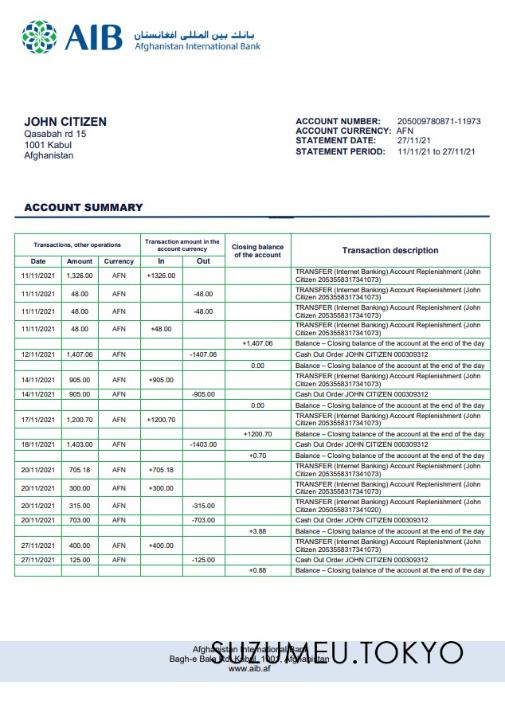 AIB
بانک بین المللی افغانستان
Afghanistan International Bank
JOHN CITIZEN
Qasabah rd 15
1001 Kabul
Afghanistan
ACCOUNT NUMBER: 205009780871-11973
ACCOUNT CURRENCY: AFN
STATEMENT DATE: 27/11/21
STATEMENT PERIOD: 11/11/21 to 27/11/21
ACCOUNT SUMMARY
Transactions, other operations
Transaction amount in the
account currency
Closing balance
of the account
Transaction description
Date Amount Currency In Out
11/11/2021 1,326.00 AFN +1326.00 TRANSFER (Internet Banking) Account Replenishment (John
Citizen 2053558317341073)
11/11/2021 48.00 AFN -48.00 TRANSFER (Internet Banking) Account Replenishment (John
Citizen 2053558317341073)
11/11/2021 48.00 AFN -48.00 TRANSFER (Internet Banking) Account Replenishment (John
Citizen 2053558317341073)
11/11/2021 48.00 AFN +48.00 TRANSFER (Internet Banking) Account Replenishment (John
Citizen 2053558317341073)
+1,407.06 Balance – Closing balance of the account at the end of the day
12/11/2021 1,407.06 AFN -1407.06 Cash Out Order JOHN CITIZEN 000309312
0.00 Balance – Closing balance of the account at the end of the day
14/11/2021 905.00 AFN +905.00 TRANSFER (Internet Banking) Account Replenishment (John
Citizen 2053558317341073)
14/11/2021 905.00 AFN -905.00 Cash Out Order JOHN CITIZEN 000309312
0.00 Balance – Closing balance of the account at the end of the day
17/11/2021 1,200.70 AFN +1200.70 TRANSFER (Internet Banking) Account Replenishment (John
Citizen 2053558317341073)
+1200.70 Balance – Closing balance of the account at the end of the day
18/11/2021 1,403.00 AFN -1403.00 Cash Out Order JOHN CITIZEN 000309312
+0.70 Balance – Closing balance of the account at the end of the day
20/11/2021 705.18 AFN +705.18 TRANSFER (Internet Banking) Account Replenishment (John
Citizen 2053558317341073)
20/11/2021 300.00 AFN +300.00 TRANSFER (Internet Banking) Account Replenishment (John
Citizen 2053558317341073)
20/11/2021 315.00 AFN -315.00 TRANSFER (Internet Banking) Account Replenishment (John
Citizen 2050558317341020)
20/11/2021 703.00 AFN -703.00 Cash Out Order JOHN CITIZEN 000309312
+3.88 Balance – Closing balance of the account at the end of the day
27/11/2021 400.00 AFN +400.00 TRANSFER (Internet Banking) Account Replenishment (John
Citizen 2053558317341073)
27/11/2021 125.00 AFN -125.00 Cash Out Order JOHN CITIZEN 000309312
+0.88 Balance – Closing balance of the account at the end of the day
Afghanistan International Bank
Bagh-e Bala Rd, Kabul, 1001, Afghanistan
www.aib.af
SUZUMEU.TOKYO